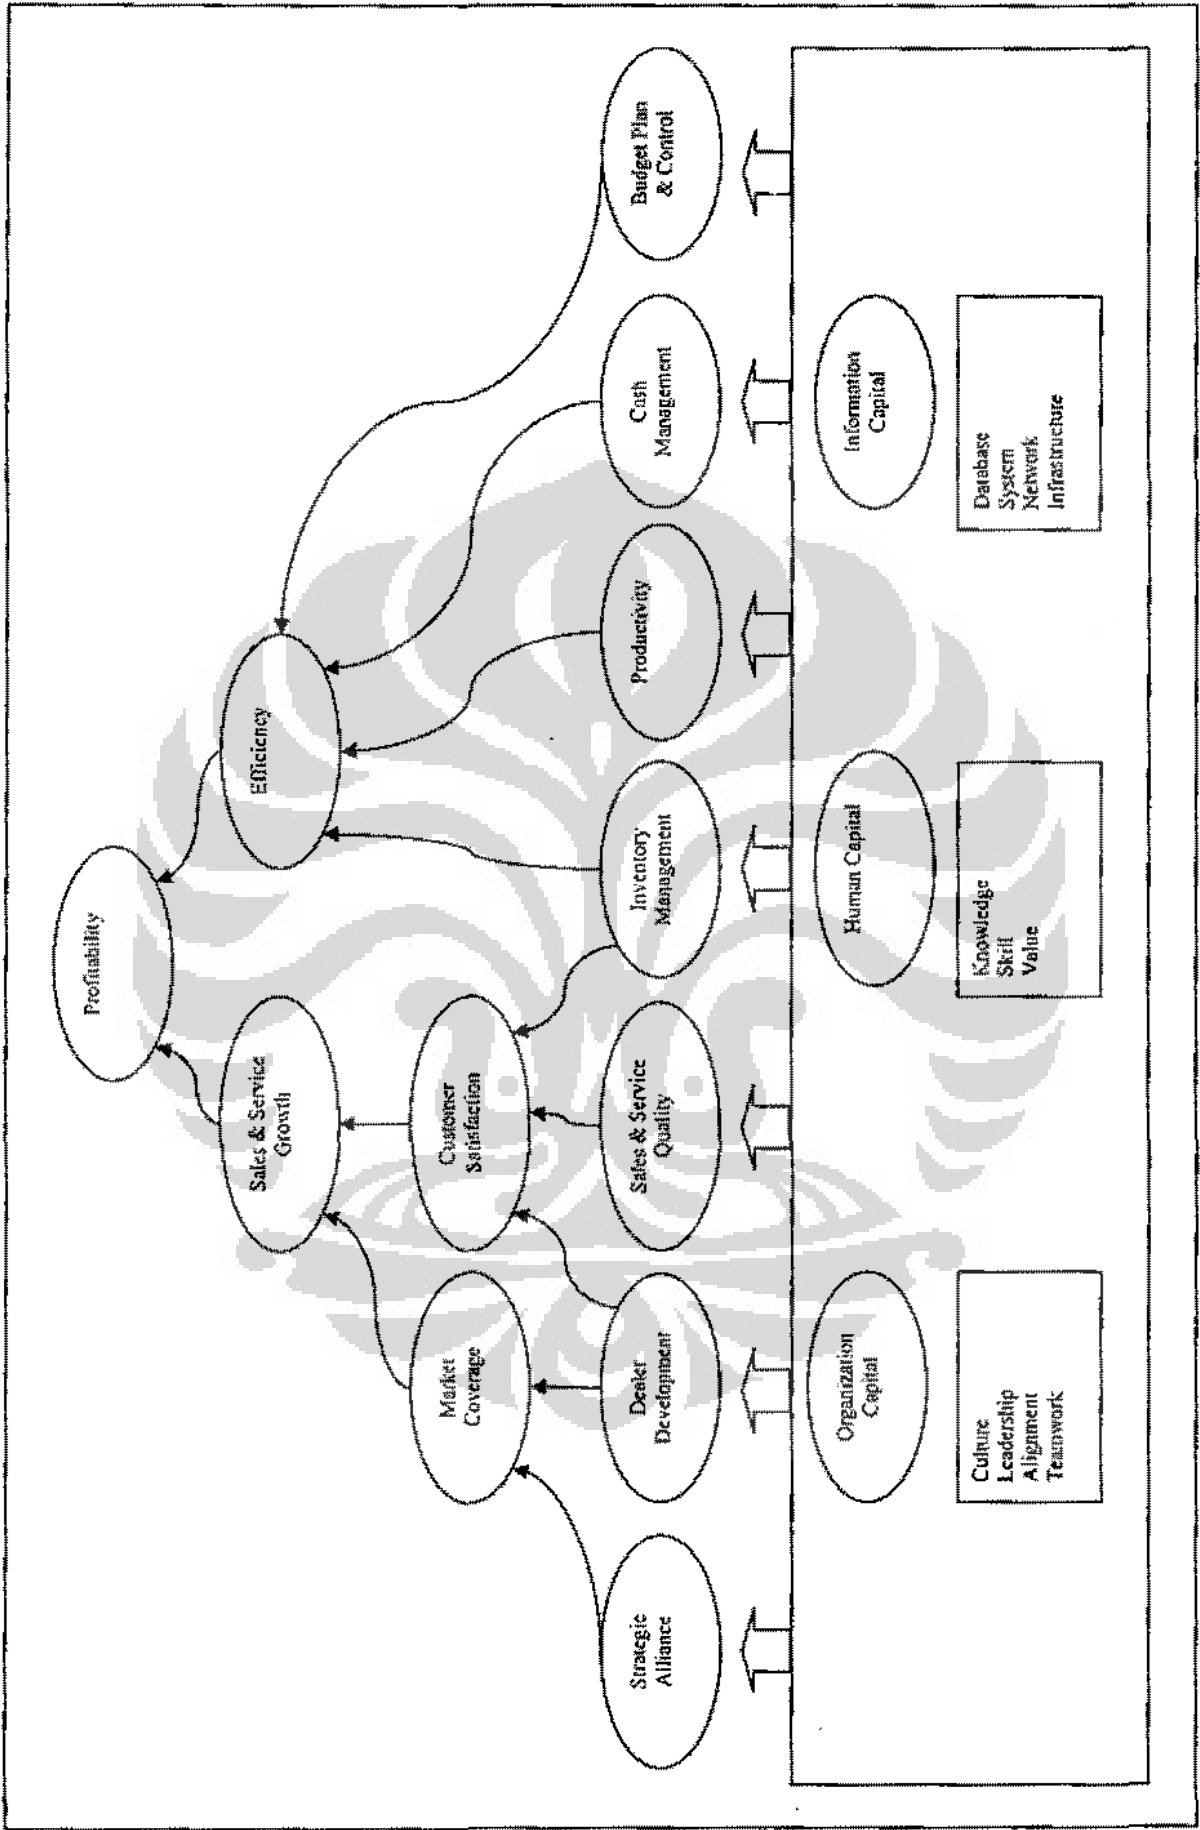 Profitability
Sales & Service
Growth
Efficiency
Market
Coverage
Customer
Satisfaction
Strategic
Alliance
Dealer
Development
Sales & Service
Quality
Inventory
Management
Productivity
Cash
Management
Budget Plan
& Control
Organization
Capital
Human Capital
Information
Capital
Culture
Leadership
Alignment
Teamwork
Knowledge
Skill
Value
Database
System
Network
Infrastructure